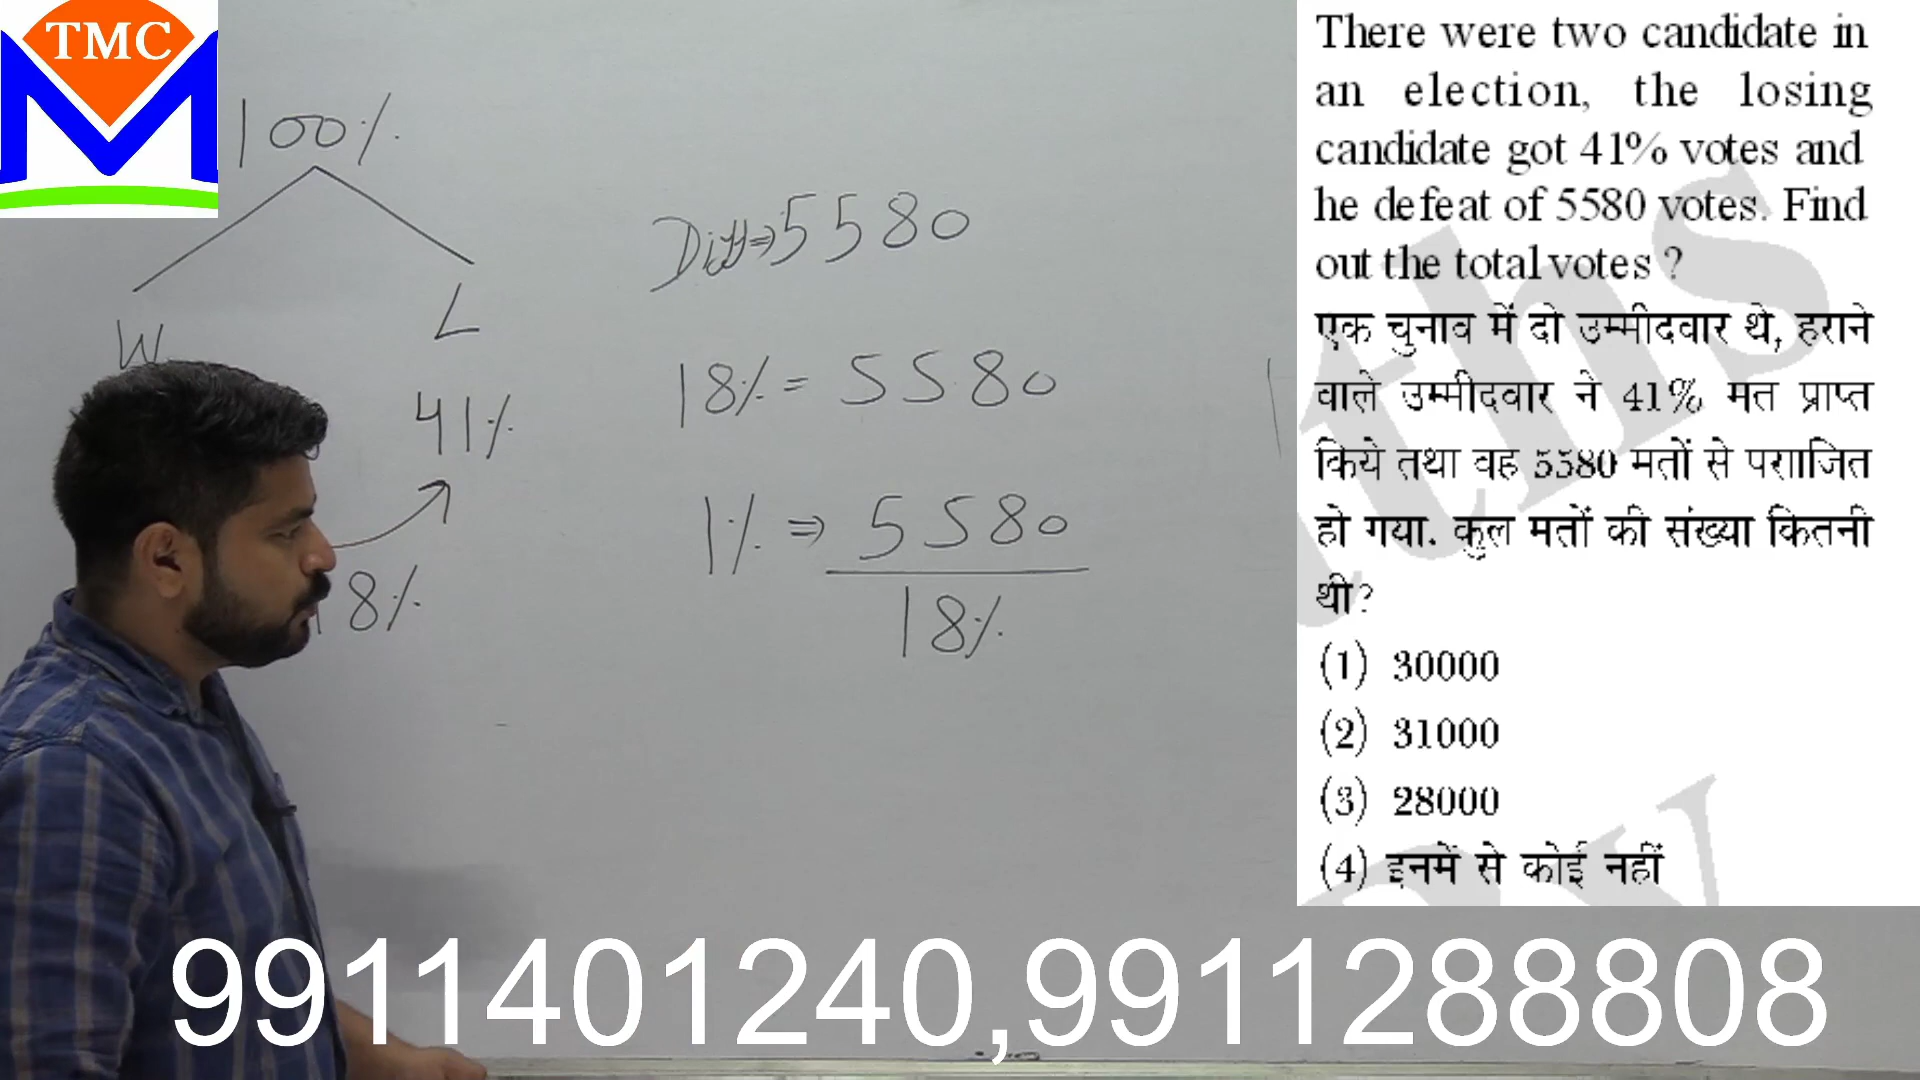 TMC
M
100%
W
L
41%
18%
Diff⇒5580
18% = 5580
1% ⇒ 5580
18%
There were two candidate in
an election, the losing
candidate got 41% votes and
he defeat of 5580 votes. Find
out the total votes ?
एक चुनाव में दो उम्मीदवार थे, हराने
वाले उम्मीदवार ने 41% मत प्राप्त
किये तथा वह 5580 मतों से पराजित
हो गया. कुल मतों की संख्या कितनी
थी?
(1) 30000
(2) 31000
(3) 28000
(4) इनमें से कोई नहीं
9911401240,9911288808